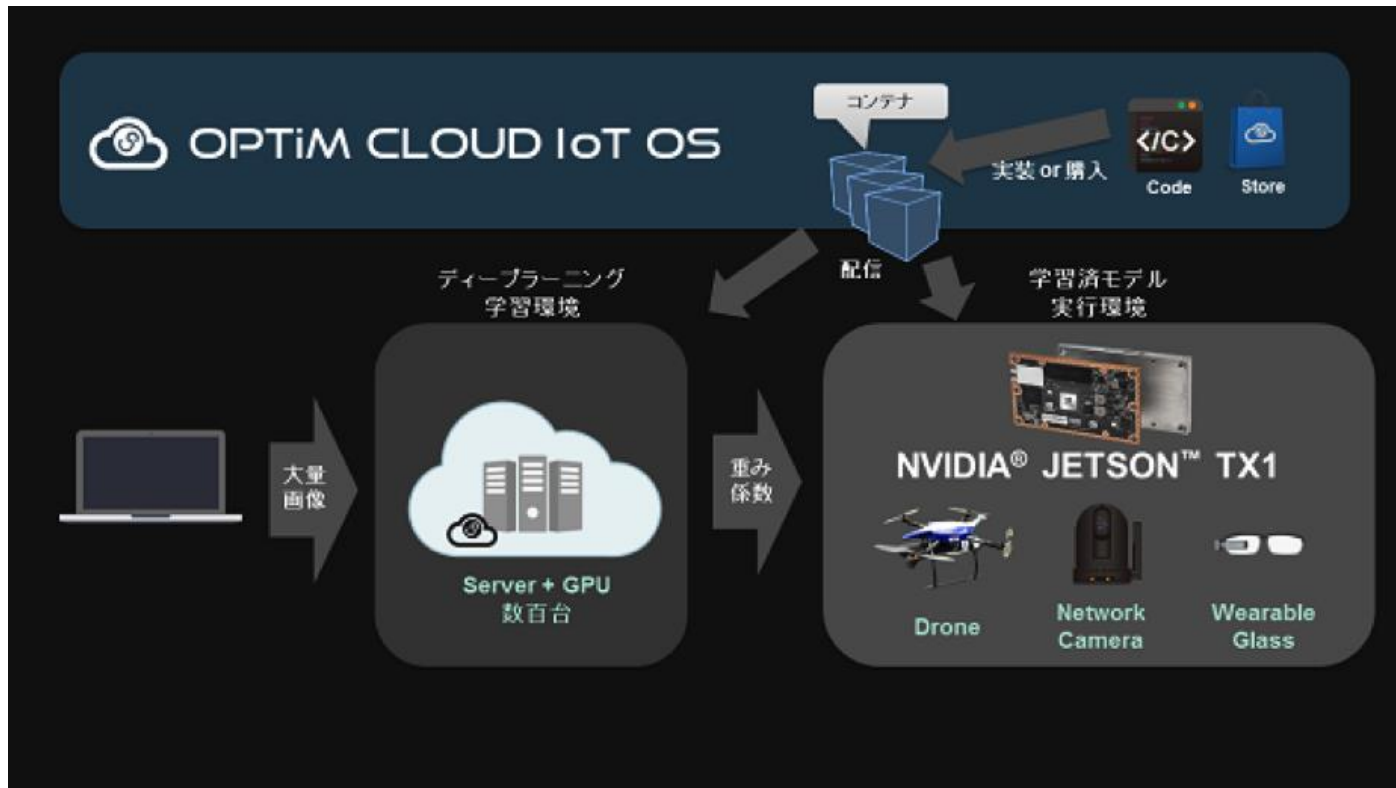 OPTiM CLOUD IoT OS
コンテナ
実装 or 購入
</C>
Code
Store
配信
ディープラーニング
学習環境
学習済モデル
実行環境
大量
画像
Server + GPU
数百台
重み
係数
NVIDIA® JETSON™ TX1
Drone
Network
Camera
Wearable
Glass